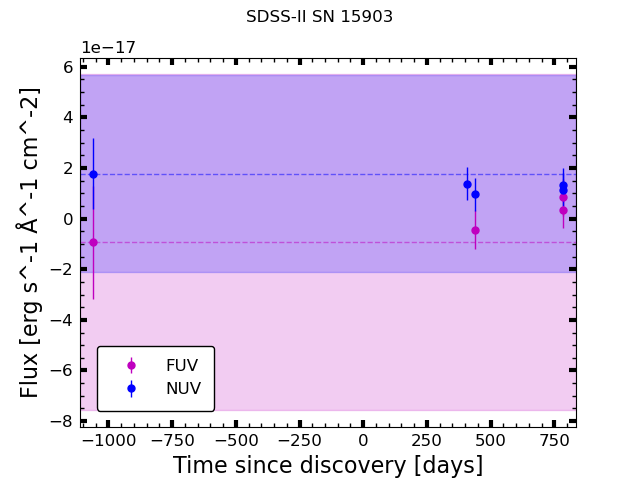 SDSS-II SN 15903
1e−17
6
4
2
0
−2
−4
−6
−8
Flux [erg s^-1 Å^-1 cm^-2]
FUV
NUV
−1000 −750 −500 −250 0 250 500 750
Time since discovery [days]